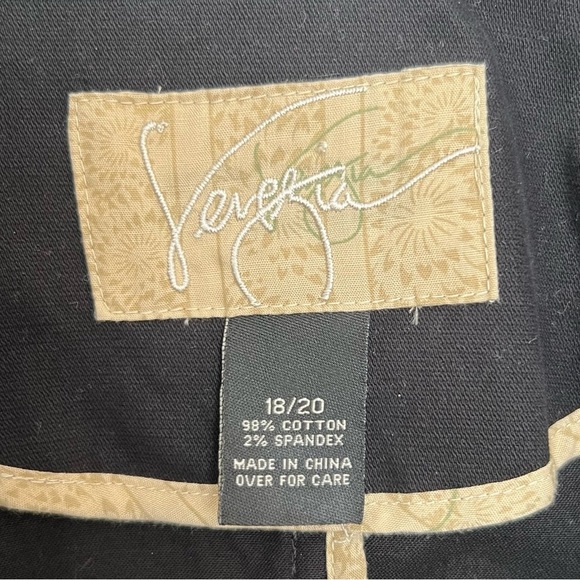 Venezia
18/20
98% COTTON
2% SPANDEX
MADE IN CHINA
OVER FOR CARE